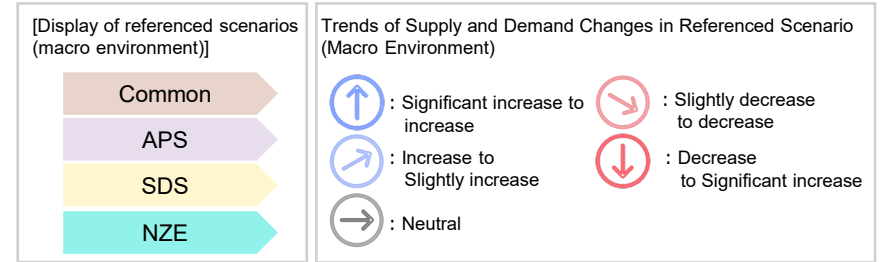 [Display of referenced scenarios
(macro environment)]
Common
APS
SDS
NZE
Trends of Supply and Demand Changes in Referenced Scenario
(Macro Environment)
: Significant increase to
increase
: Increase to
Slightly increase
: Neutral
: Slightly decrease
to decrease
: Decrease
to Significant increase